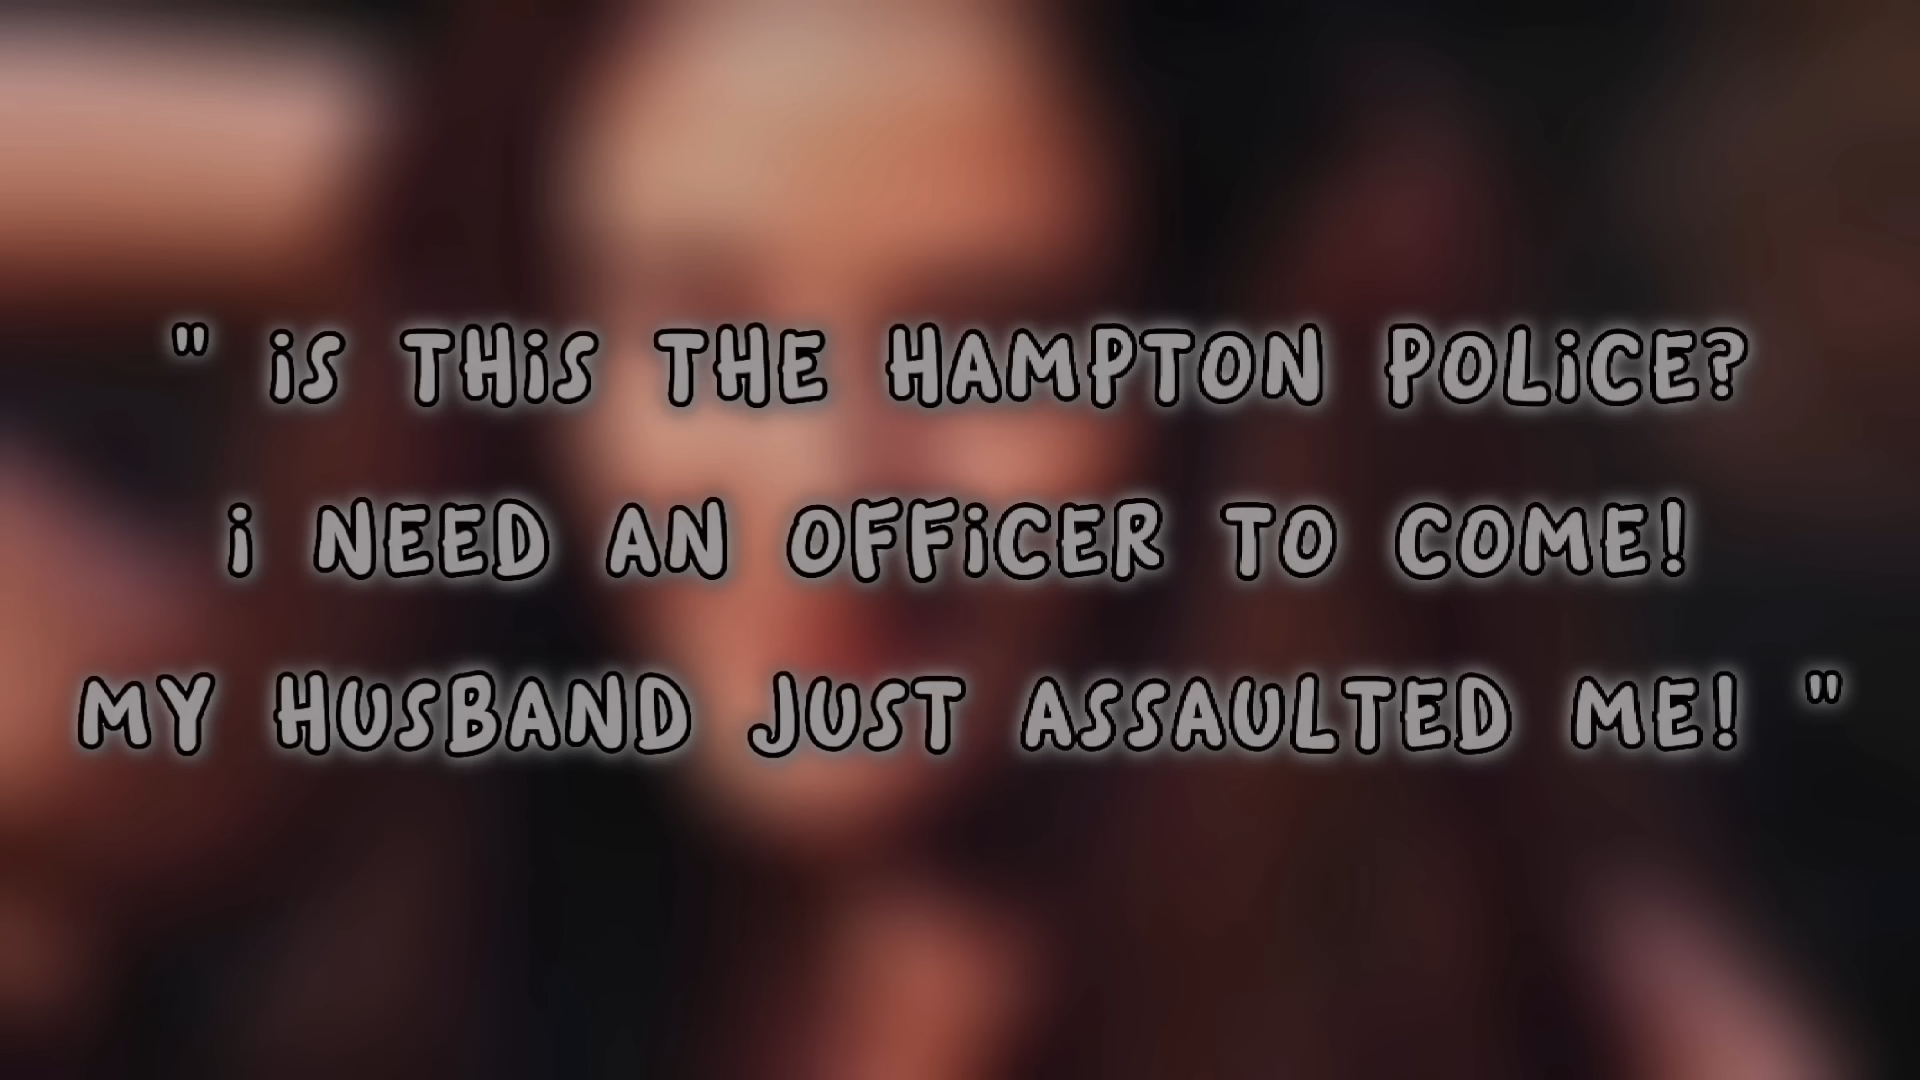 " iS THiS THE HAMPTON POLiCE?
i NEED AN OFFiCER TO COME!
MY HUSBAND JUST ASSAULTED ME! "